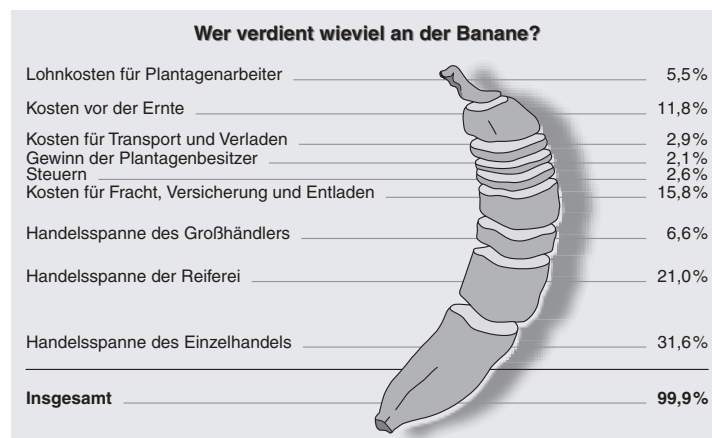 Wer verdient wieviel an der Banane?
Lohnkosten für Plantagenarbeiter 5,5%
Kosten vor der Ernte 11,8%
Kosten für Transport und Verladen 2,9%
Gewinn der Plantagenbesitzer 2,1%
Steuern 2,6%
Kosten für Fracht, Versicherung und Entladen 15,8%
Handelsspanne des Großhändlers 6,6%
Handelsspanne der Reiferei 21,0%
Handelsspanne des Einzelhandels 31,6%
Insgesamt 99,9%